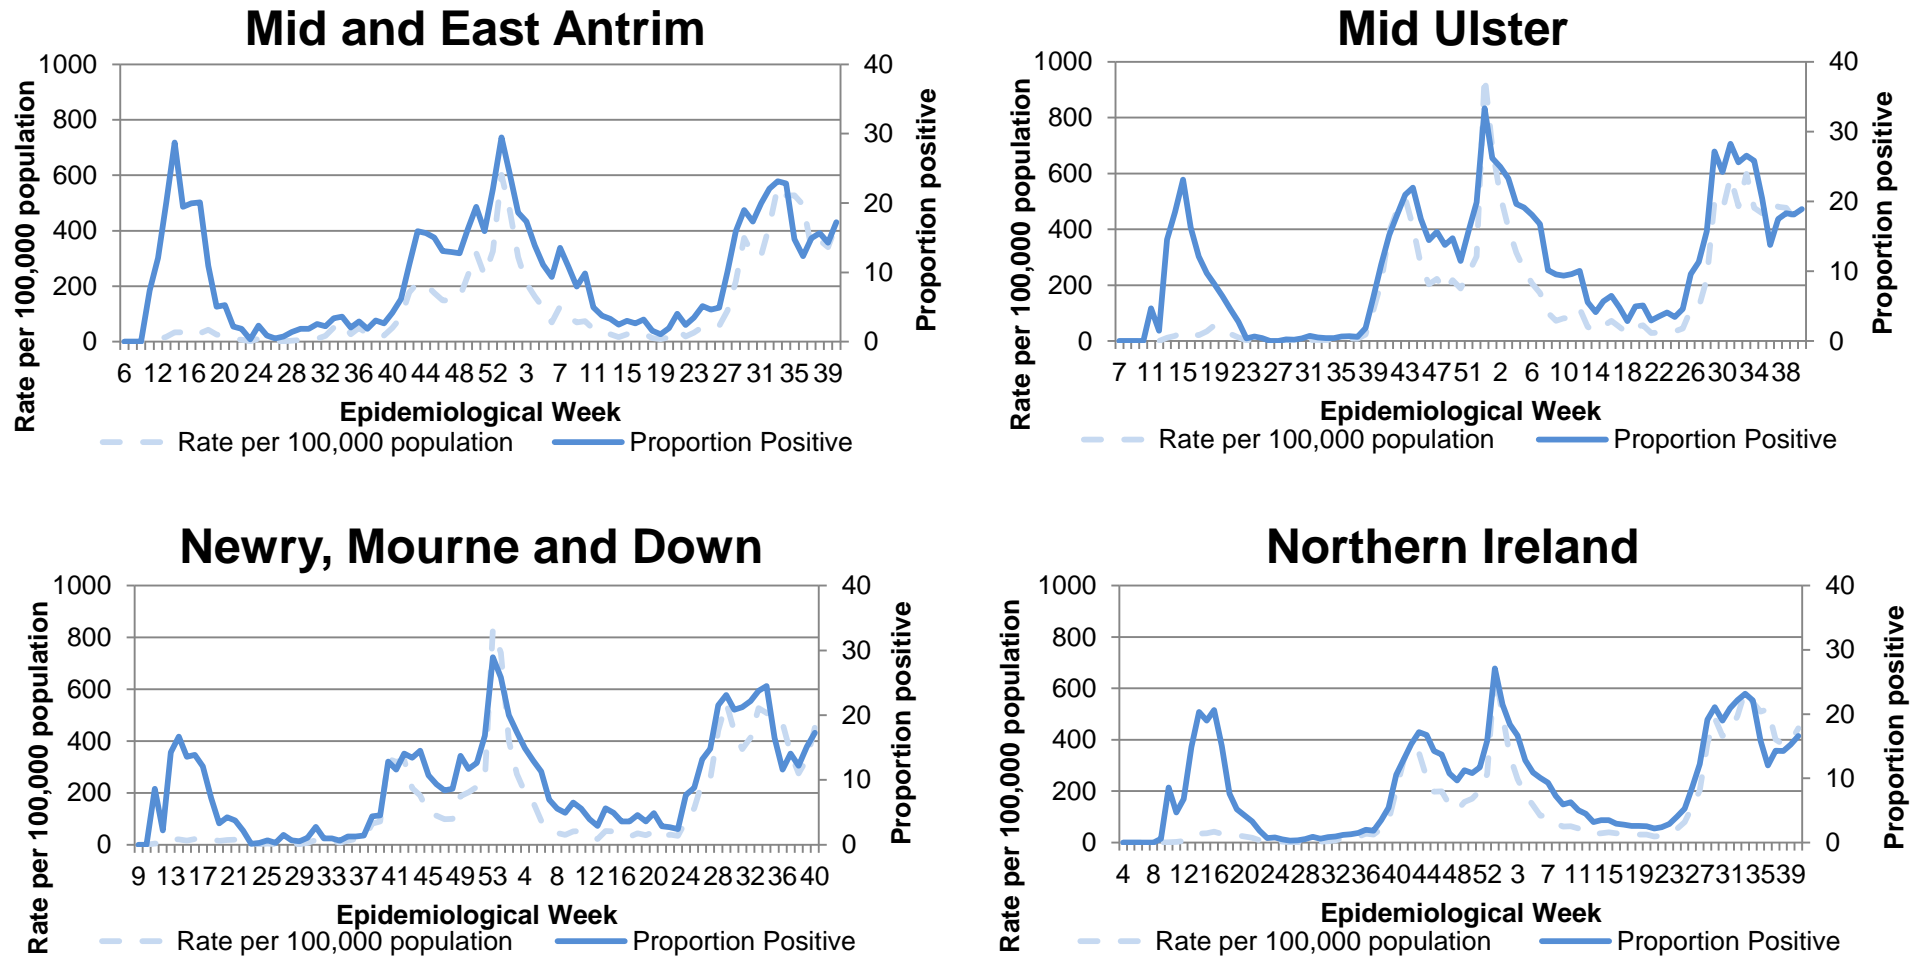 Mid and East Antrim
Rate per 100,000 population
1000
800
600
400
200
0
40
30
20
10
0
Proportion positive
6 12 16 20 24 28 32 36 40 44 48 52 3 7 11 15 19 23 27 31 35 39
Epidemiological Week
Rate per 100,000 population Proportion Positive
Mid Ulster
Rate per 100,000 population
1000
800
600
400
200
0
40
30
20
10
0
Proportion positive
7 11 15 19 23 27 31 35 39 43 47 51 2 6 10 14 18 22 26 30 34 38
Epidemiological Week
Rate per 100,000 population Proportion Positive
Newry, Mourne and Down
Rate per 100,000 population
1000
800
600
400
200
0
40
30
20
10
0
Proportion positive
9 13 17 21 25 29 33 37 41 45 49 53 4 8 12 16 20 24 28 32 36 40
Epidemiological Week
Rate per 100,000 population Proportion Positive
Northern Ireland
Rate per 100,000 population
1000
800
600
400
200
0
40
30
20
10
0
Proportion positive
4 8 12 16 20 24 28 32 36 40 44 48 52 3 7 11 15 19 23 27 31 35 39
Epidemiological Week
Rate per 100,000 population Proportion Positive